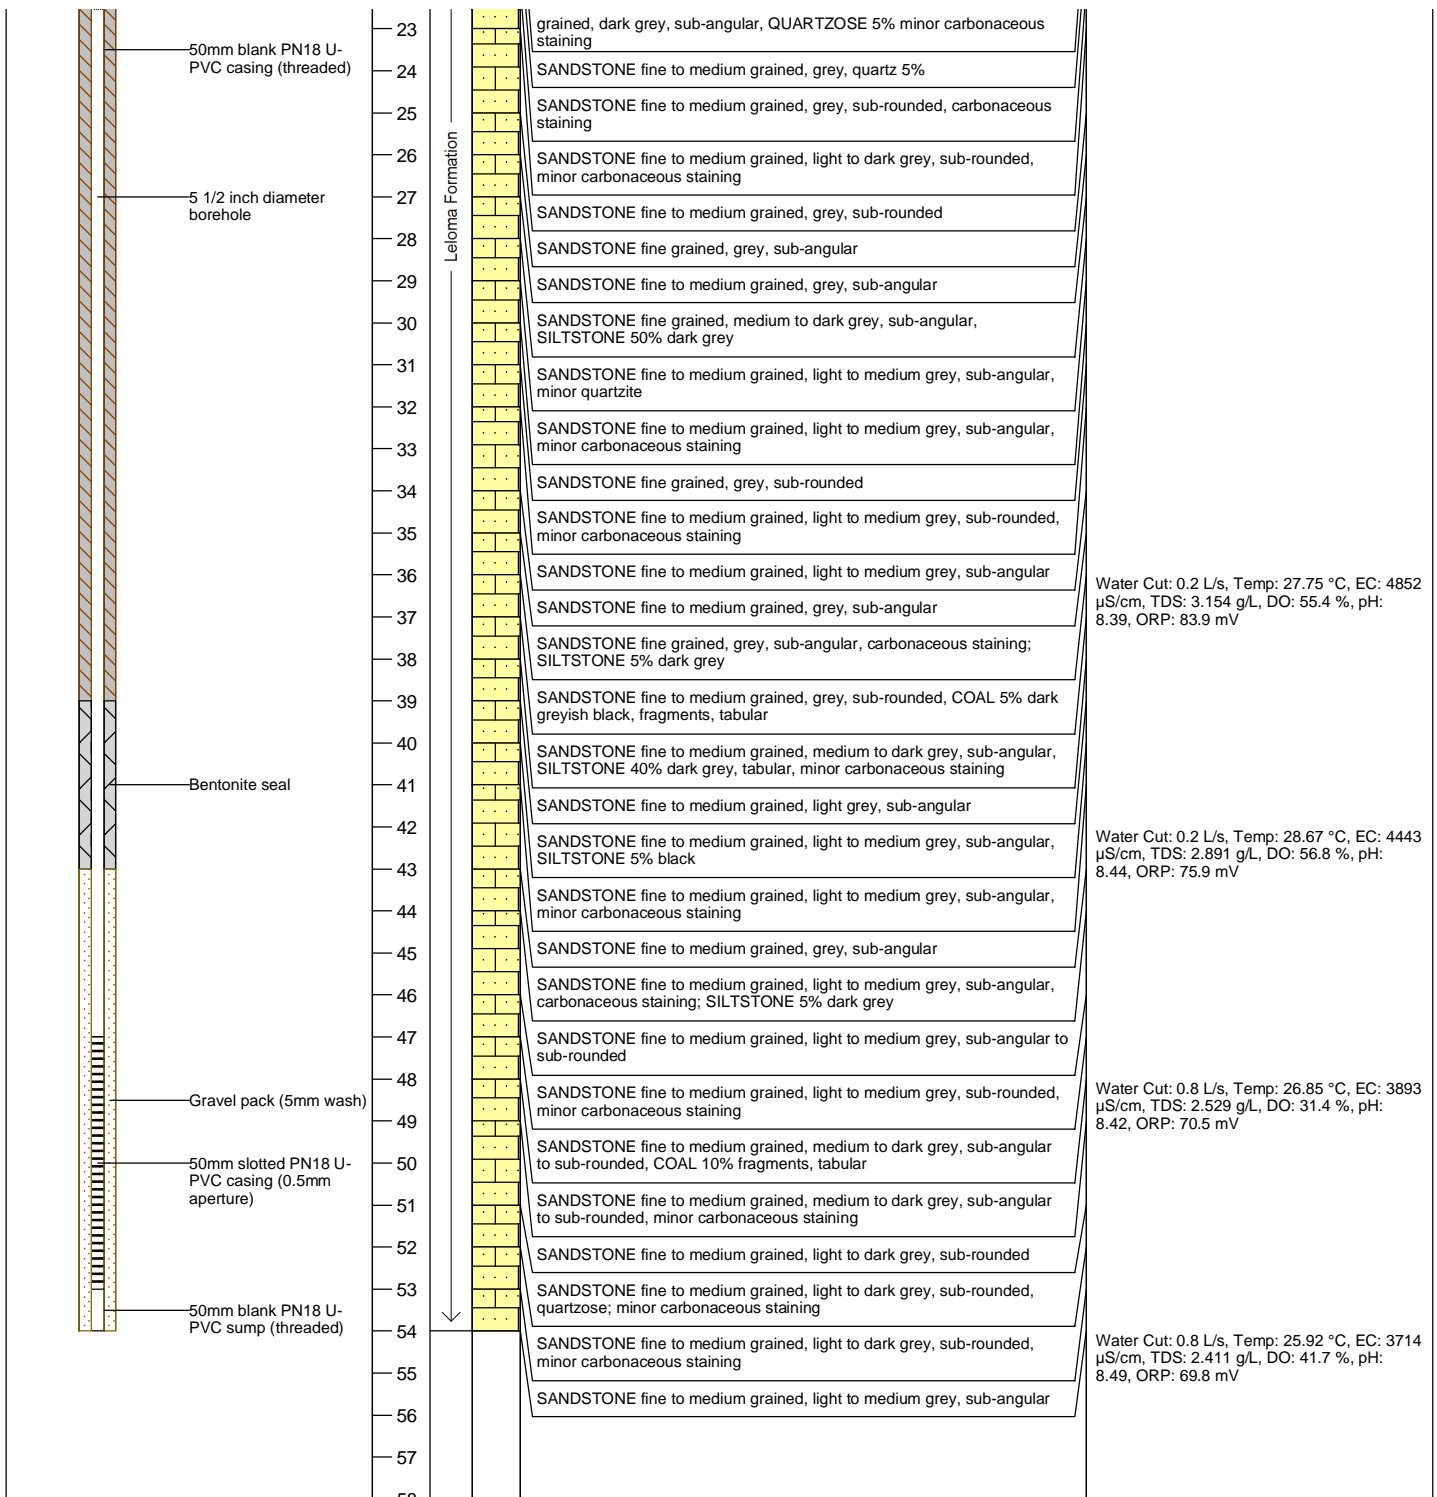 50mm blank PN18 U-
PVC casing (threaded)
5 1/2 inch diameter
borehole
Bentonite seal
Gravel pack (5mm wash)
50mm slotted PN18 U-
PVC casing (0.5mm
aperture)
50mm blank PN18 U-
PVC sump (threaded)
23
24
25
26
27
28
29
30
31
32
33
34
35
36
37
38
39
40
41
42
43
44
45
46
47
48
49
50
51
52
53
54
55
56
57
Leloma Formation
grained, dark grey, sub-angular, QUARTZOSE 5% minor carbonaceous
staining
SANDSTONE fine to medium grained, grey, quartz 5%
SANDSTONE fine to medium grained, grey, sub-rounded, carbonaceous
staining
SANDSTONE fine to medium grained, light to dark grey, sub-rounded,
minor carbonaceous staining
SANDSTONE fine to medium grained, grey, sub-rounded
SANDSTONE fine grained, grey, sub-angular
SANDSTONE fine to medium grained, grey, sub-angular
SANDSTONE fine grained, medium to dark grey, sub-angular,
SILTSTONE 50% dark grey
SANDSTONE fine to medium grained, light to medium grey, sub-angular,
minor quartzite
SANDSTONE fine to medium grained, light to medium grey, sub-angular,
minor carbonaceous staining
SANDSTONE fine grained, grey, sub-rounded
SANDSTONE fine to medium grained, light to medium grey, sub-rounded,
minor carbonaceous staining
SANDSTONE fine to medium grained, light to medium grey, sub-angular
SANDSTONE fine to medium grained, grey, sub-angular
SANDSTONE fine grained, grey, sub-angular, carbonaceous staining;
SILTSTONE 5% dark grey
SANDSTONE fine to medium grained, grey, sub-rounded, COAL 5% dark
greyish black, fragments, tabular
SANDSTONE fine to medium grained, medium to dark grey, sub-angular,
SILTSTONE 40% dark grey, tabular, minor carbonaceous staining
SANDSTONE fine to medium grained, light grey, sub-angular
SANDSTONE fine to medium grained, light to medium grey, sub-angular,
SILTSTONE 5% black
SANDSTONE fine to medium grained, light to medium grey, sub-angular,
minor carbonaceous staining
SANDSTONE fine to medium grained, grey, sub-angular
SANDSTONE fine to medium grained, light to medium grey, sub-angular,
carbonaceous staining; SILTSTONE 5% dark grey
SANDSTONE fine to medium grained, light to medium grey, sub-angular to
sub-rounded
SANDSTONE fine to medium grained, light to medium grey, sub-rounded,
minor carbonaceous staining
SANDSTONE fine to medium grained, medium to dark grey, sub-angular
to sub-rounded, COAL 10% fragments, tabular
SANDSTONE fine to medium grained, medium to dark grey, sub-angular
to sub-rounded, minor carbonaceous staining
SANDSTONE fine to medium grained, light to dark grey, sub-rounded
SANDSTONE fine to medium grained, light to dark grey, sub-rounded,
quartzose; minor carbonaceous staining
SANDSTONE fine to medium grained, light to dark grey, sub-rounded,
minor carbonaceous staining
SANDSTONE fine to medium grained, light to medium grey, sub-angular
Water Cut: 0.2 L/s, Temp: 27.75 °C, EC: 4852
µS/cm, TDS: 3.154 g/L, DO: 55.4 %, pH:
8.39, ORP: 83.9 mV
Water Cut: 0.2 L/s, Temp: 28.67 °C, EC: 4443
µS/cm, TDS: 2.891 g/L, DO: 56.8 %, pH:
8.44, ORP: 75.9 mV
Water Cut: 0.8 L/s, Temp: 26.85 °C, EC: 3893
µS/cm, TDS: 2.529 g/L, DO: 31.4 %, pH:
8.42, ORP: 70.5 mV
Water Cut: 0.8 L/s, Temp: 25.92 °C, EC: 3714
µS/cm, TDS: 2.411 g/L, DO: 41.7 %, pH:
8.49, ORP: 69.8 mV